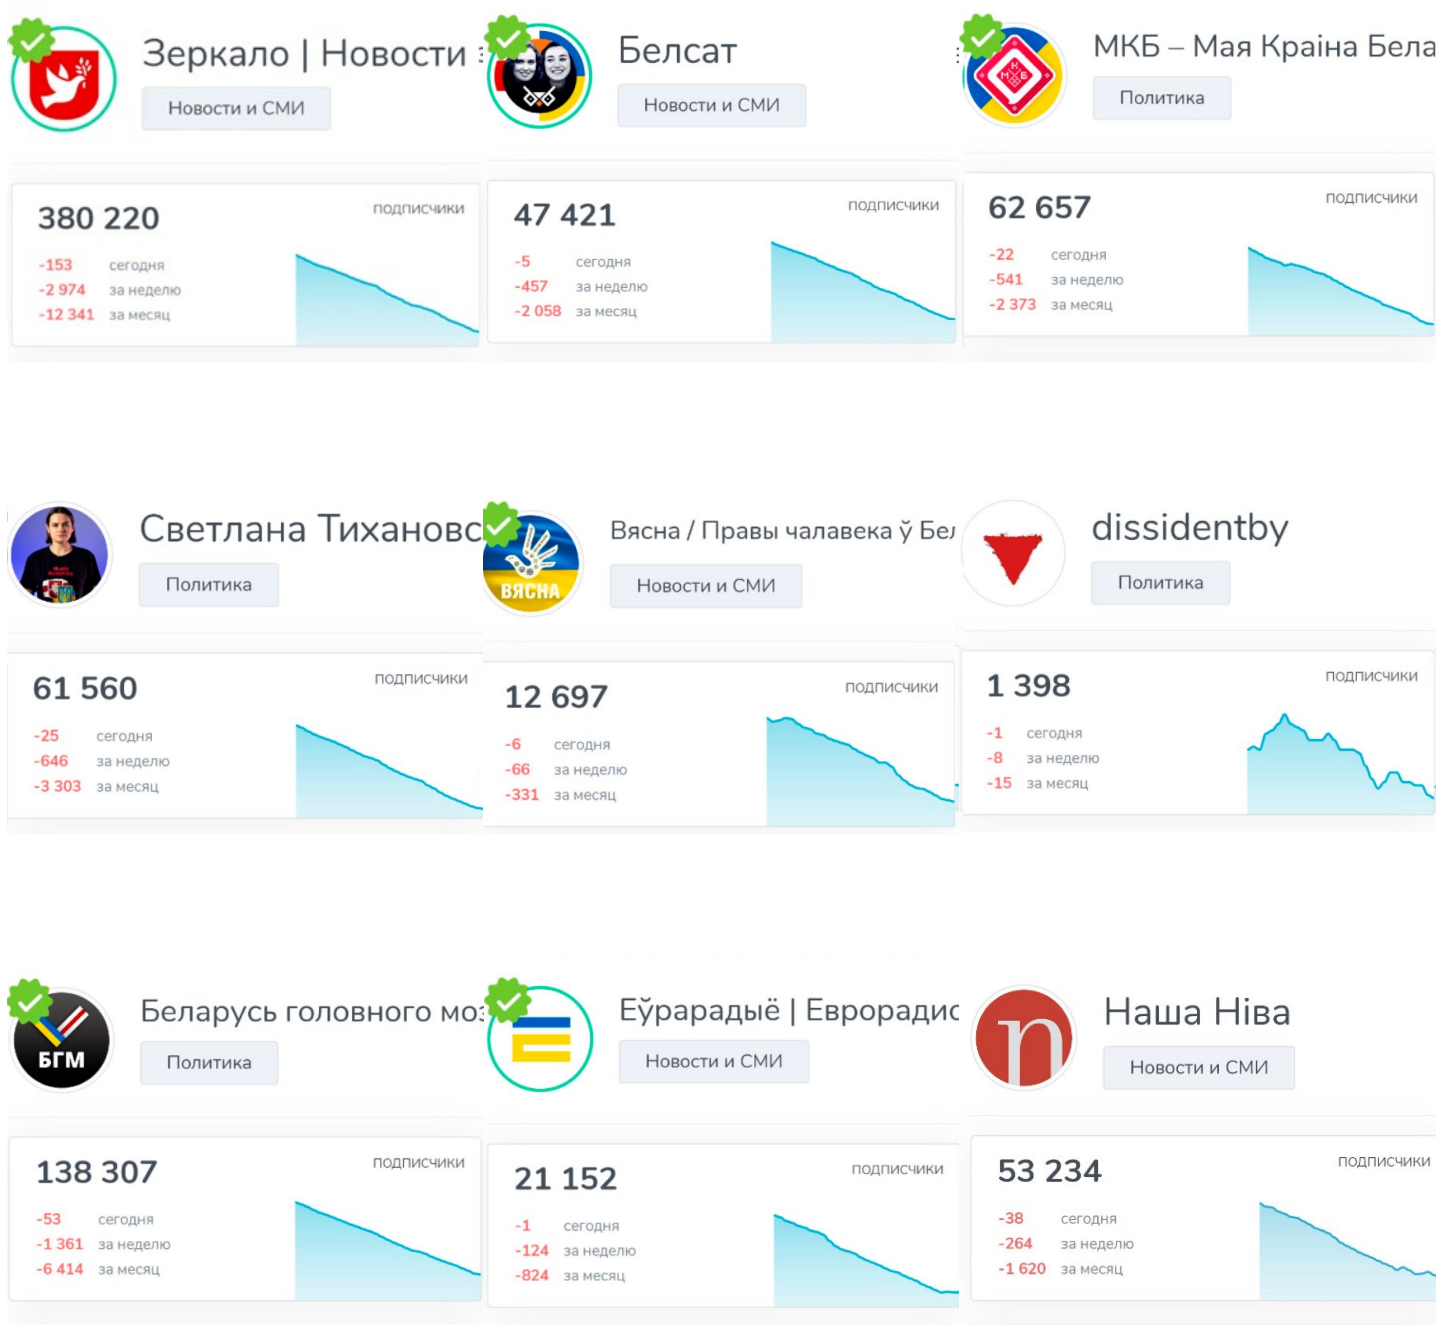 Зеркало | Новости
Новости и СМИ
380 220
подписчики
-153 сегодня
-2 974 за неделю
-12 341 за месяц
Белсат
Новости и СМИ
47 421
подписчики
-5 сегодня
-457 за неделю
-2 058 за месяц
МКБ
МКБ – Мая Краіна Бела
Политика
62 657
подписчики
-22 сегодня
-541 за неделю
-2 373 за месяц
Светлана Тихановс
Политика
61 560
подписчики
-25 сегодня
-646 за неделю
-3 303 за месяц
ВЯСНА
Вясна / Правы чалавека ў Бел
Новости и СМИ
12 697
подписчики
-6 сегодня
-66 за неделю
-331 за месяц
dissidentby
Политика
1 398
подписчики
-1 сегодня
-8 за неделю
-15 за месяц
БГМ
Беларусь головного моз
Политика
138 307
подписчики
-53 сегодня
-1 361 за неделю
-6 414 за месяц
Еўрарадыё | Еврорадио
Новости и СМИ
21 152
подписчики
-1 сегодня
-124 за неделю
-824 за месяц
n
Наша Ніва
Новости и СМИ
53 234
подписчики
-38 сегодня
-264 за неделю
-1 620 за месяц